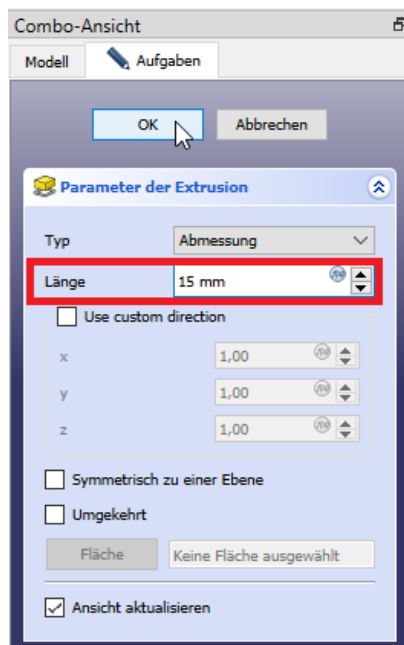 Combo-Ansicht
Modell Aufgaben
OK Abbrechen
Parameter der Extrusion
Typ Abmessung
Länge 15 mm
Use custom direction
x 1,00
y 1,00
z 1,00
Symmetrisch zu einer Ebene
Umgekehrt
Fläche Keine Fläche ausgewählt
Ansicht aktualisieren